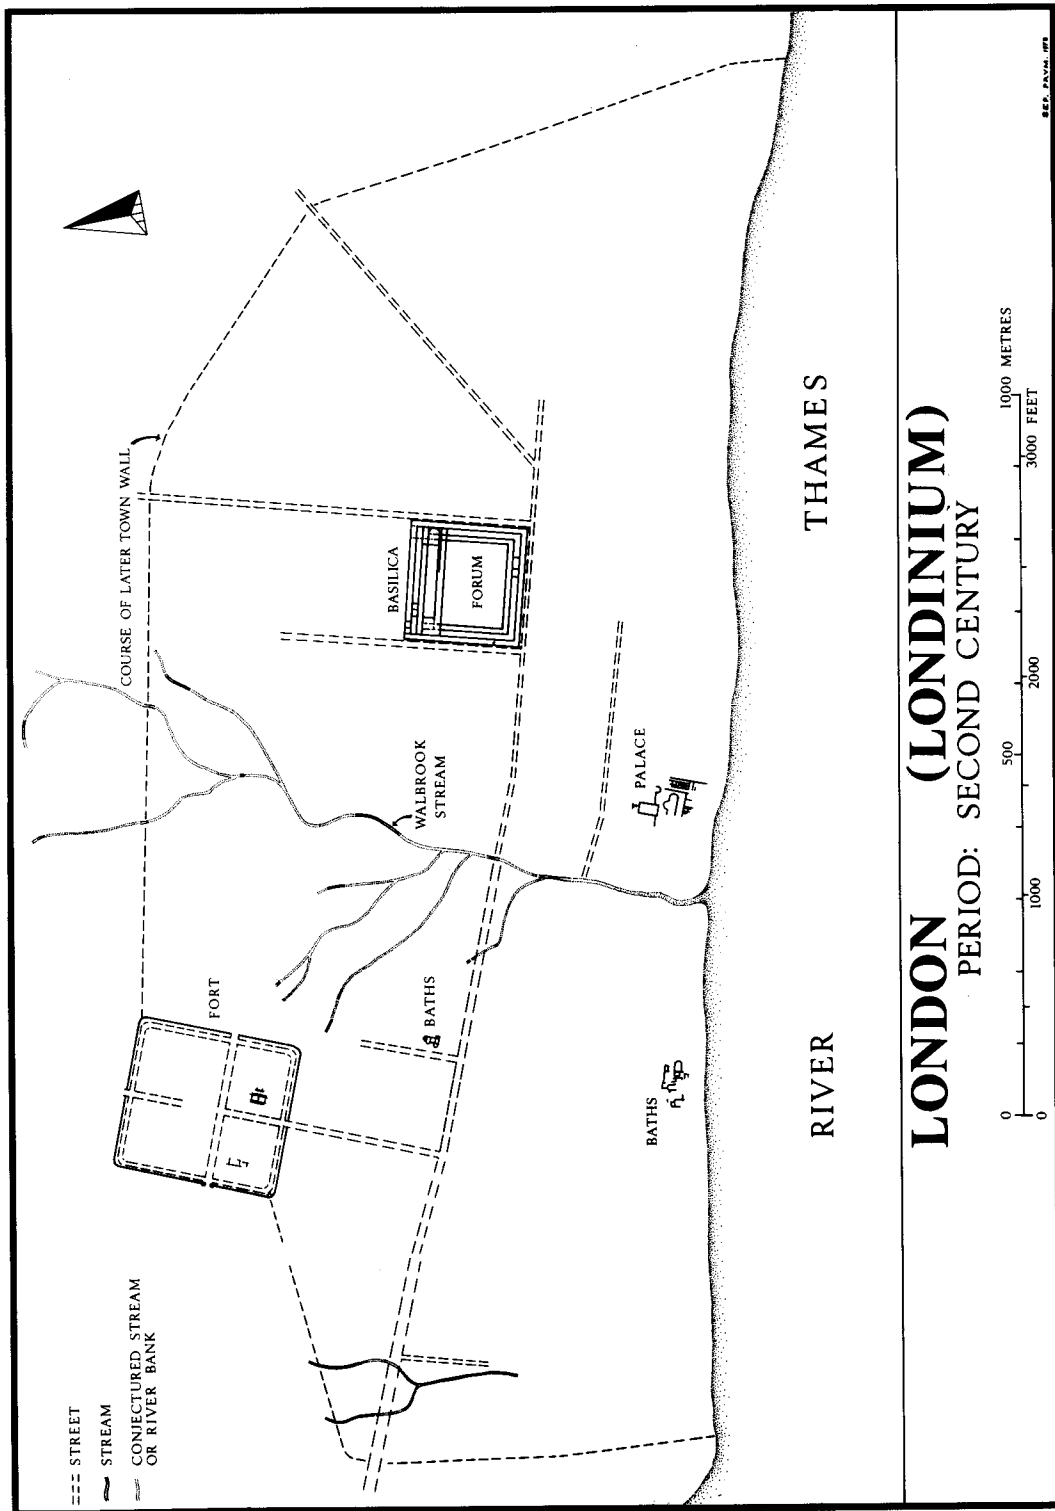 STREET
STREAM
CONJECTURED STREAM
OR RIVER BANK
COURSE OF LATER TOWN WALL
FORT
WALBROOK
STREAM
BASILICA
FORUM
BATHS
PALACE
BATHS
RIVER THAMES
LONDON (LONDINIUM)
PERIOD: SECOND CENTURY
0 500 1000 METRES
0 1000 2000 3000 FEET